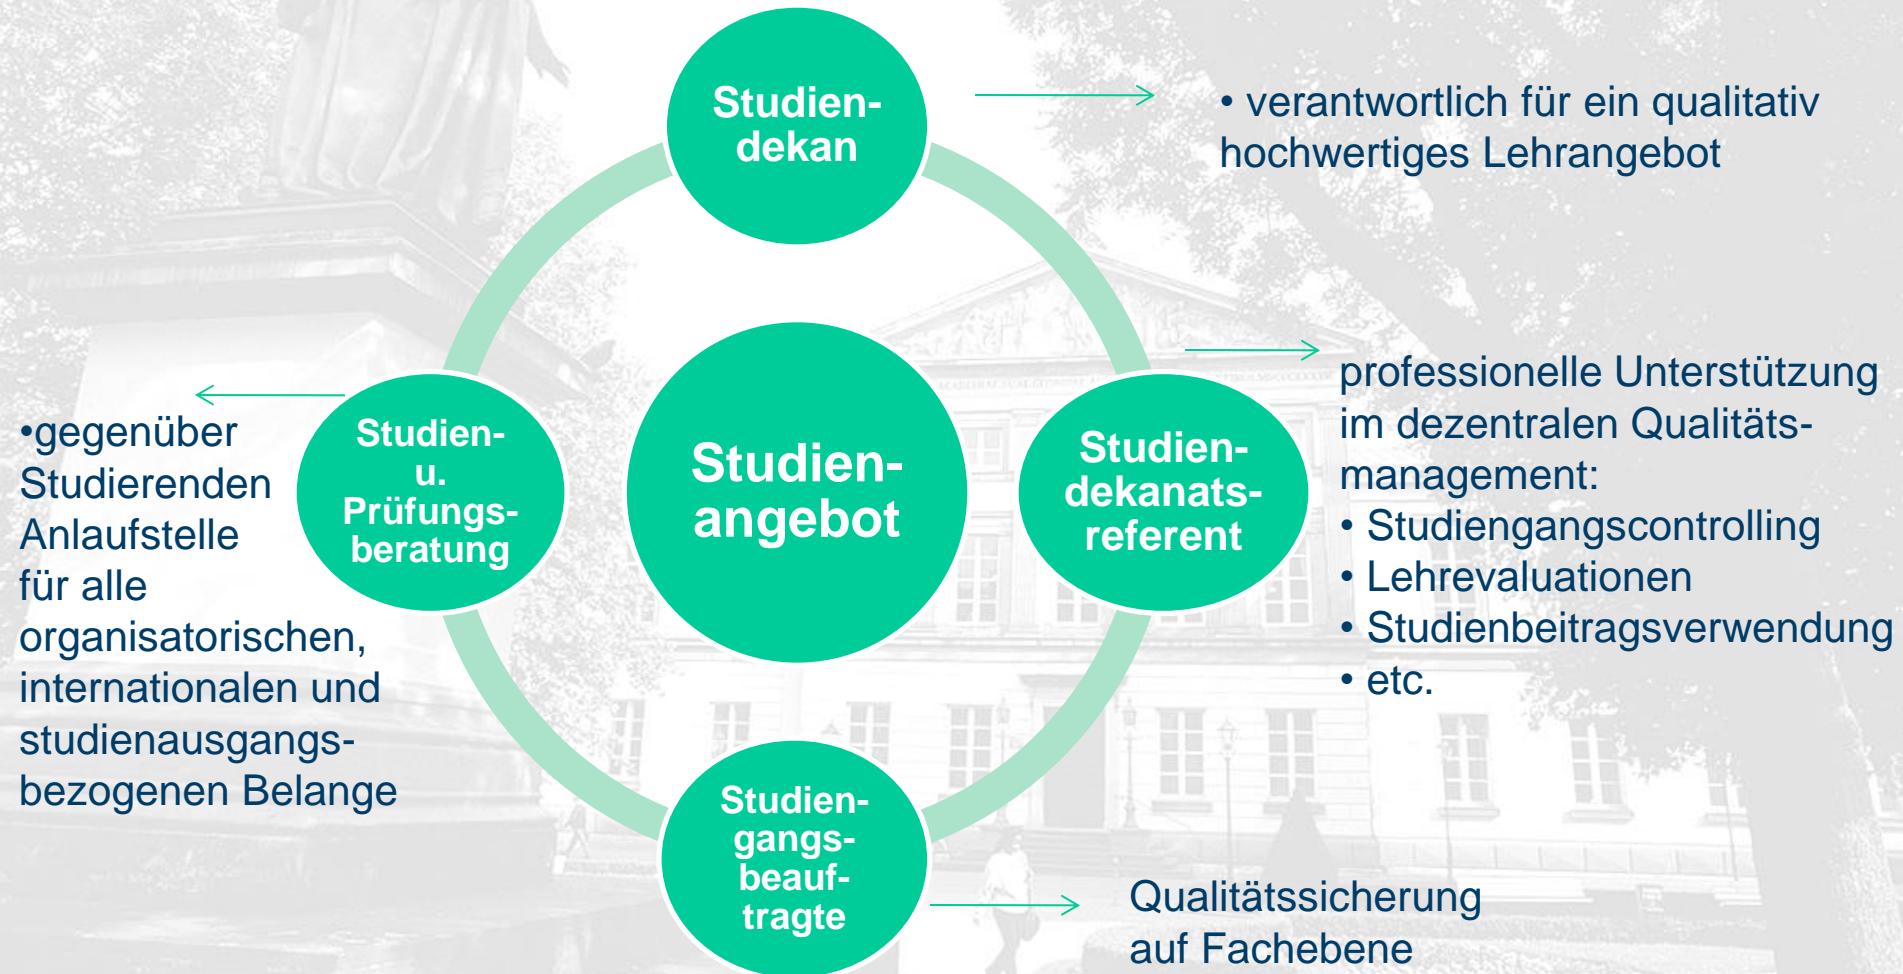 Studien-
dekan
• verantwortlich für ein qualitativ
hochwertiges Lehrangebot
Studien-
angebot
Studien-
dekanats-
referent
professionelle Unterstützung
im dezentralen Qualitäts-
management:
• Studiengangscontrolling
• Lehrevaluationen
• Studienbeitragsverwendung
• etc.
Studien-
u.
Prüfungs-
beratung
•gegenüber
Studierenden
Anlaufstelle
für alle
organisatorischen,
internationalen und
studienausgangs-
bezogenen Belange
Studien-
gangs-
beauf-
tragte
Qualitätssicherung
auf Fachebene